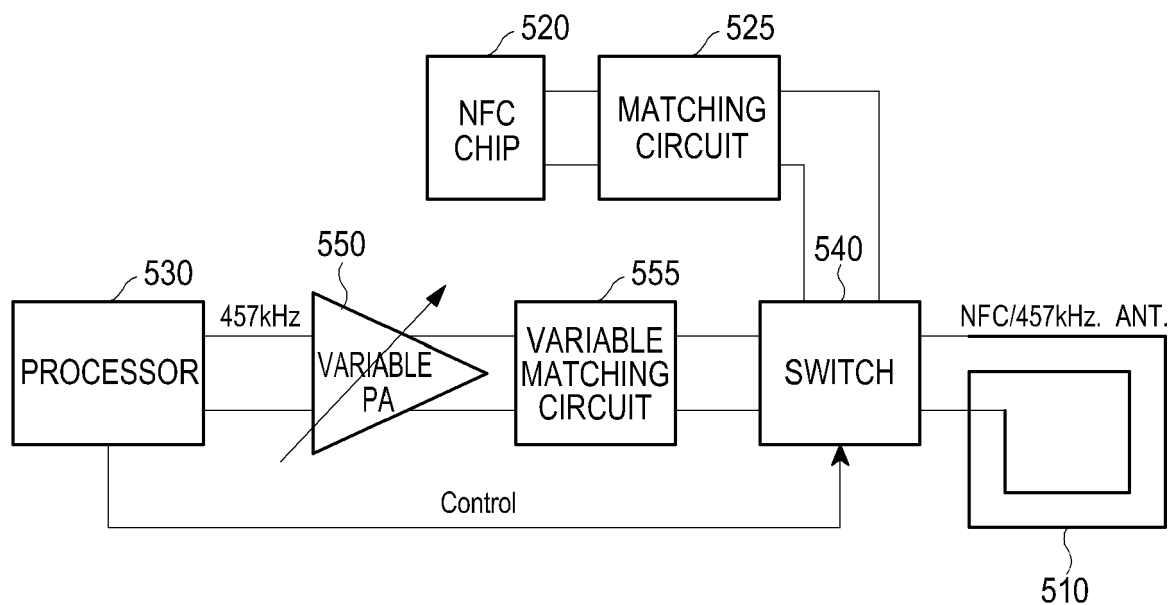 520
525
NFC
CHIP
MATCHING
CIRCUIT
530
550
555
540
457kHz
NFC/457kHz. ANT.
PROCESSOR
VARIABLE
PA
VARIABLE
MATCHING
CIRCUIT
SWITCH
Control
510